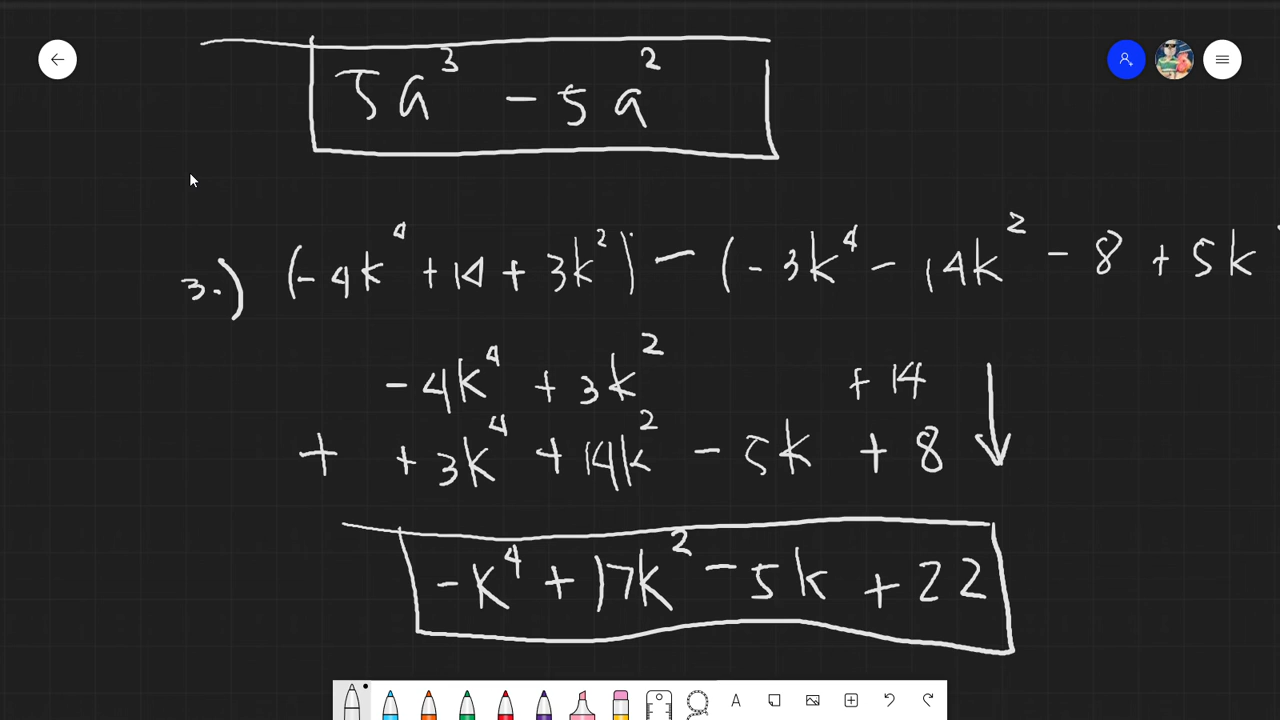 5a³ - 5a²
3.) (-4k⁴ + 14 + 3k²) - (-3k⁴ - 14k² - 8 + 5k
-4k⁴ + 3k² + 14
+ +3k⁴ + 14k² - 5k + 8
-k⁴ + 17k² - 5k + 22
A